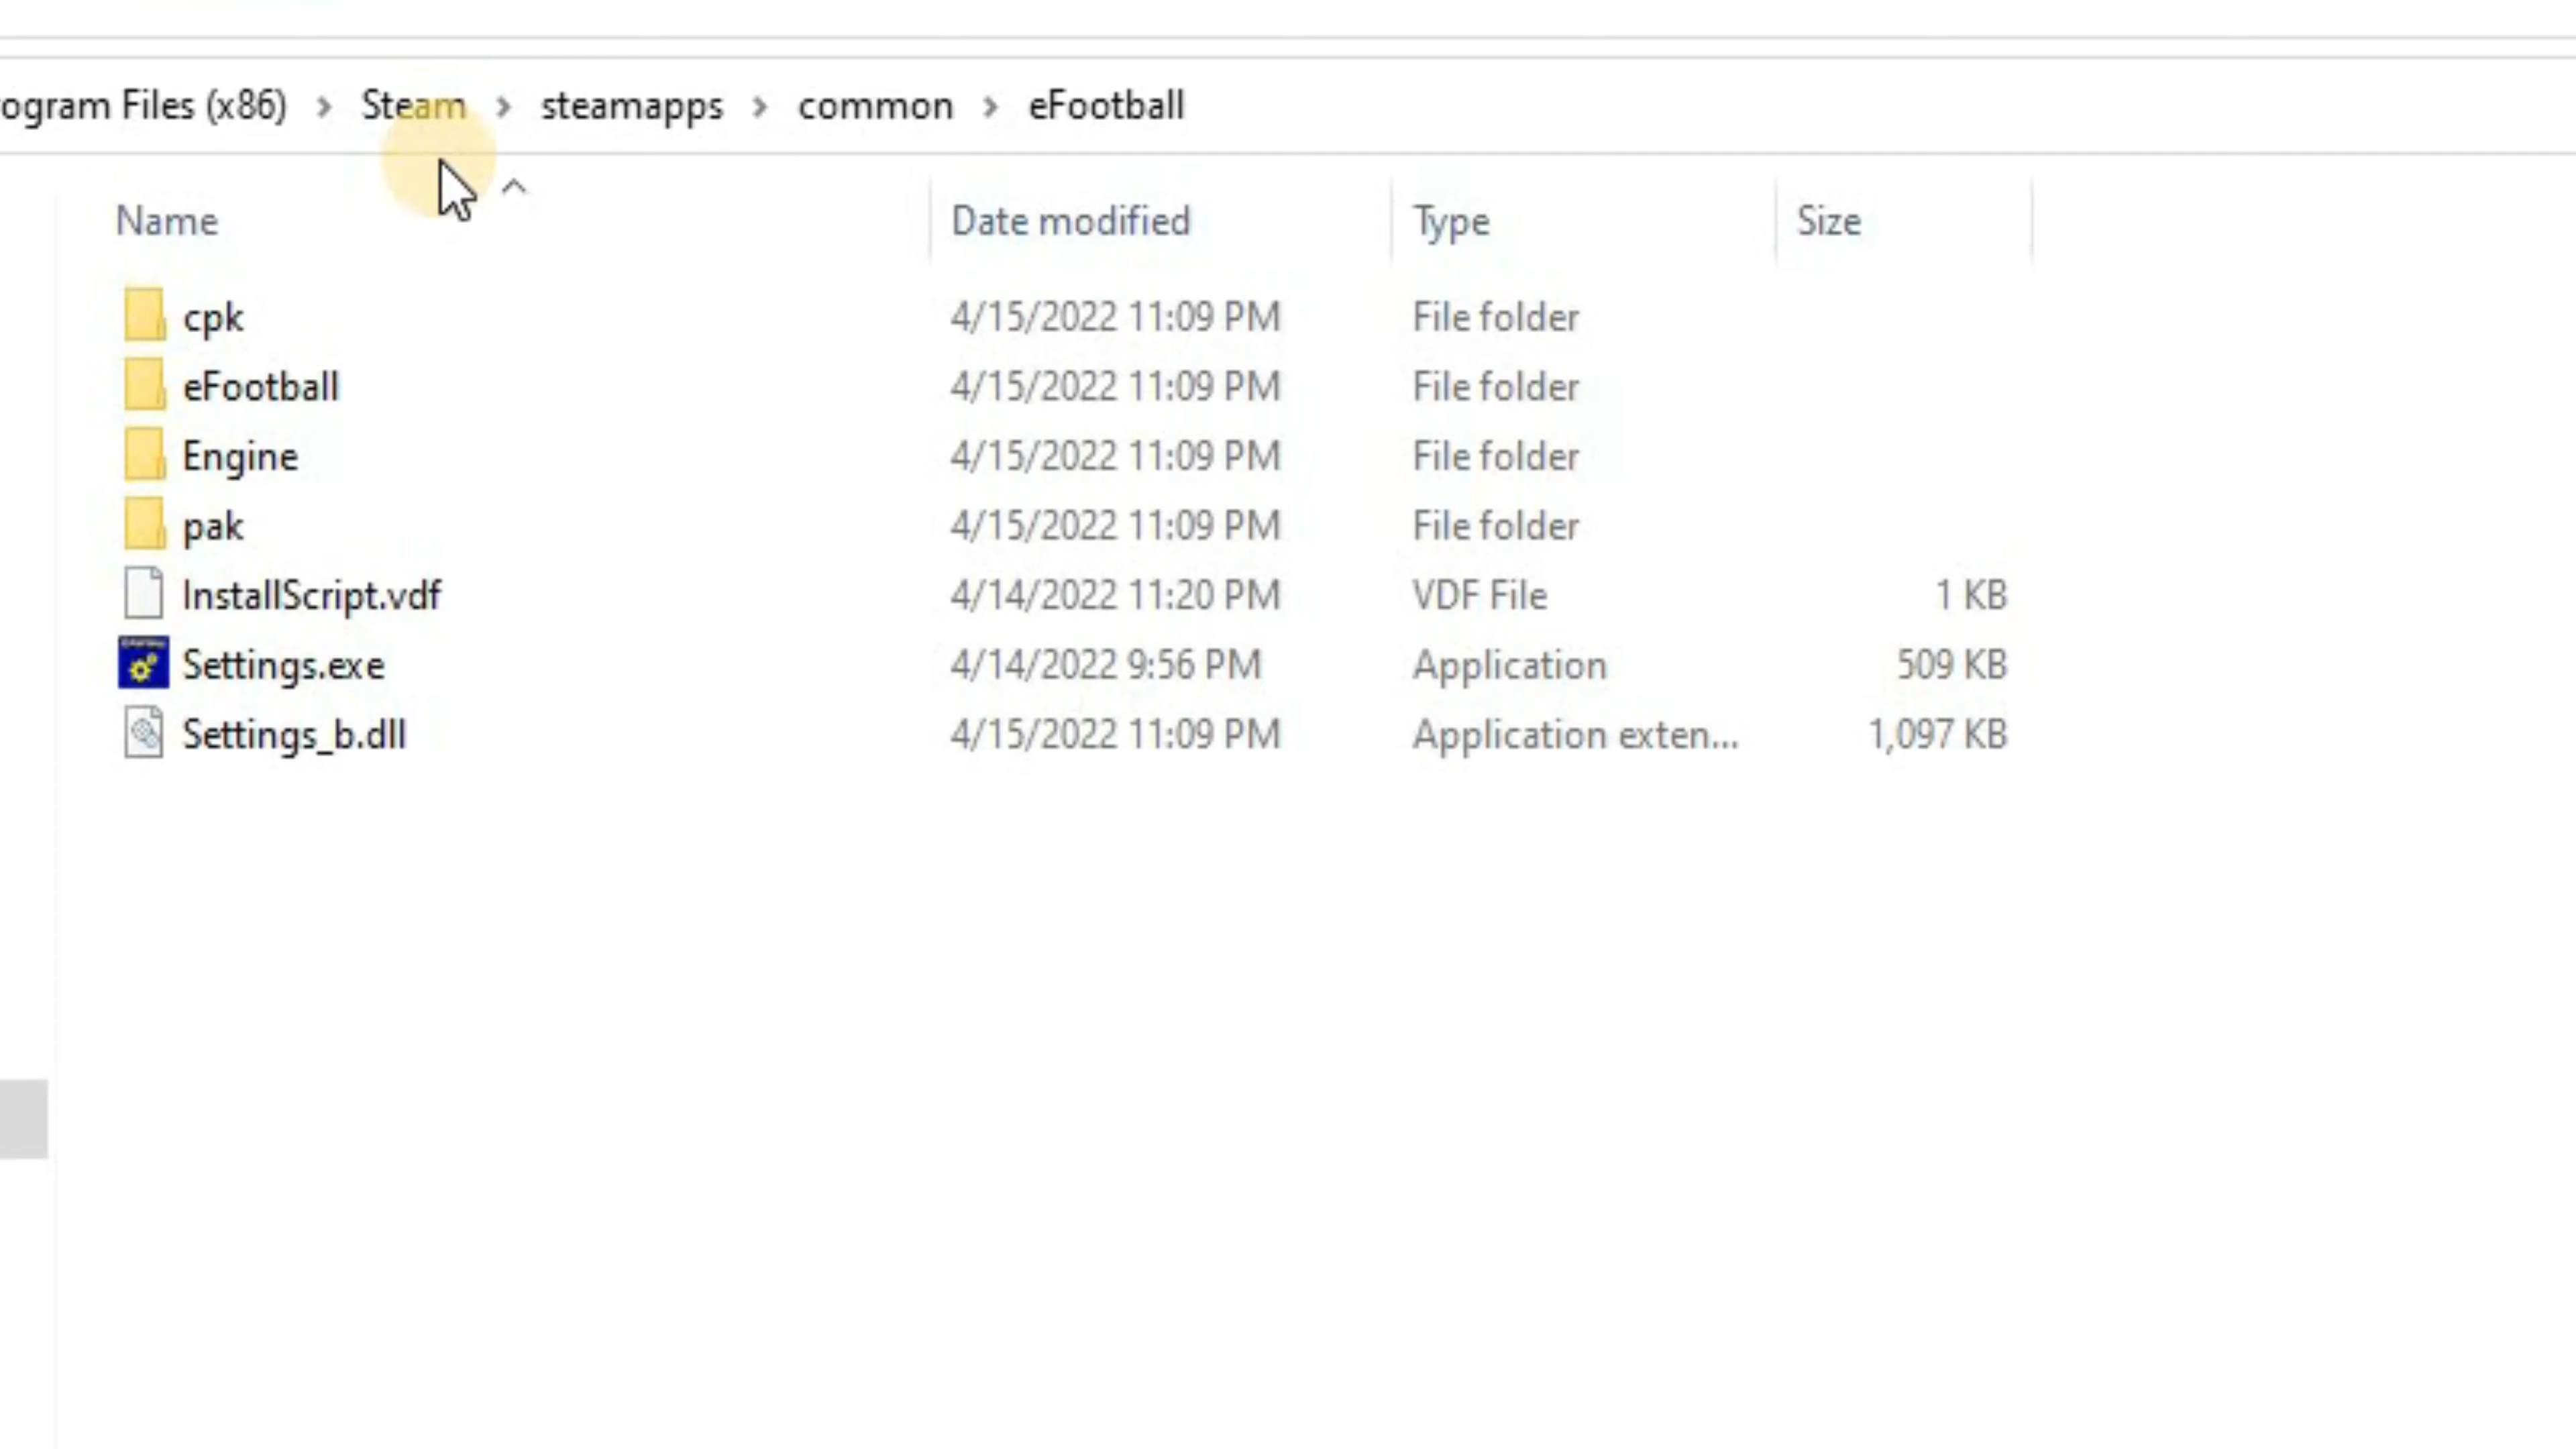 ogram Files (x86) › Steam › steamapps › common › eFootball
Name Date modified Type Size
cpk 4/15/2022 11:09 PM File folder
eFootball 4/15/2022 11:09 PM File folder
Engine 4/15/2022 11:09 PM File folder
pak 4/15/2022 11:09 PM File folder
InstallScript.vdf 4/14/2022 11:20 PM VDF File 1 KB
Settings.exe 4/14/2022 9:56 PM Application 509 KB
Settings_b.dll 4/15/2022 11:09 PM Application exten... 1,097 KB